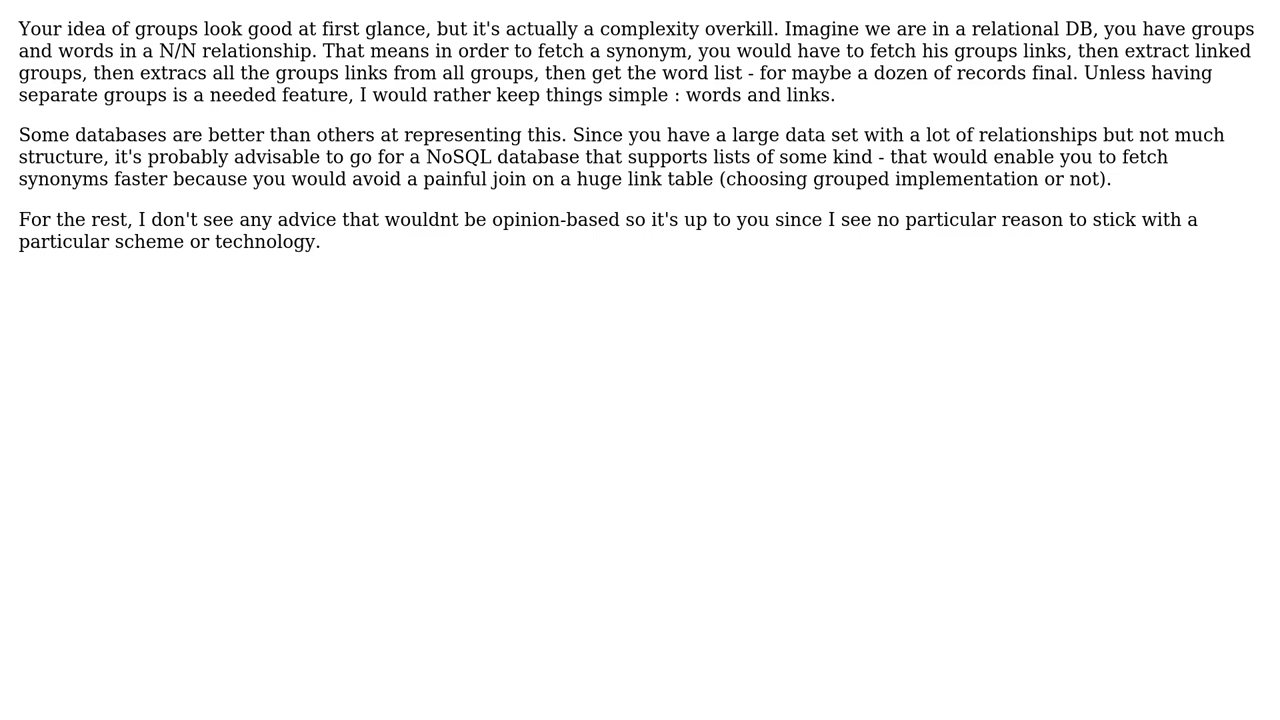 Your idea of groups look good at first glance, but it's actually a complexity overkill. Imagine we are in a relational DB, you have groups
and words in a N/N relationship. That means in order to fetch a synonym, you would have to fetch his groups links, then extract linked
groups, then extracs all the groups links from all groups, then get the word list - for maybe a dozen of records final. Unless having
separate groups is a needed feature, I would rather keep things simple : words and links.
Some databases are better than others at representing this. Since you have a large data set with a lot of relationships but not much
structure, it's probably advisable to go for a NoSQL database that supports lists of some kind - that would enable you to fetch
synonyms faster because you would avoid a painful join on a huge link table (choosing grouped implementation or not).
For the rest, I don't see any advice that wouldnt be opinion-based so it's up to you since I see no particular reason to stick with a
particular scheme or technology.